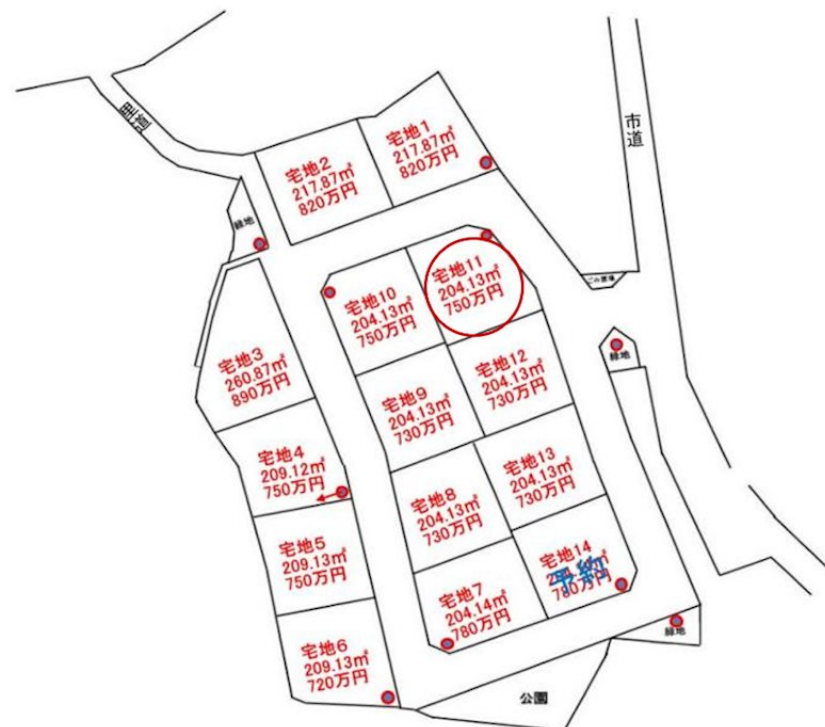 里道
市道
宅地1
217.87㎡
820万円
宅地2
217.87㎡
820万円
緑地
宅地11
204.13㎡
750万円
宅地10
204.13㎡
750万円
宅地3
260.87㎡
890万円
宅地12
204.13㎡
730万円
緑地
宅地9
204.13㎡
730万円
宅地4
209.12㎡
750万円
宅地13
204.13㎡
730万円
宅地8
204.13㎡
730万円
宅地5
209.13㎡
750万円
宅地14
予約
780万円
宅地7
204.14㎡
780万円
緑地
宅地6
209.13㎡
720万円
公園